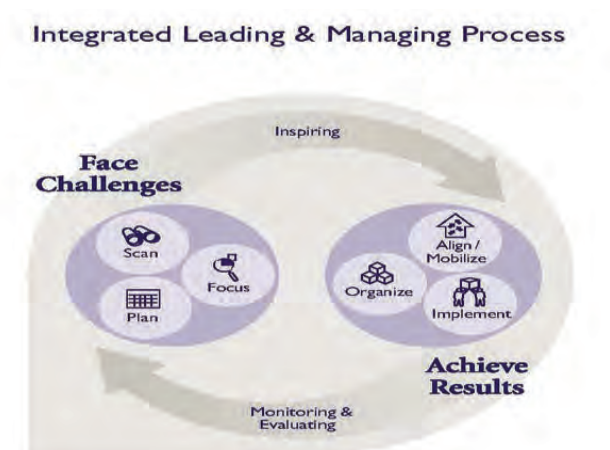 Integrated Leading & Managing Process
Inspiring
Face
Challenges
Scan
Focus
Plan
Align /
Mobilize
Organize
Implement
Achieve
Results
Monitoring &
Evaluating